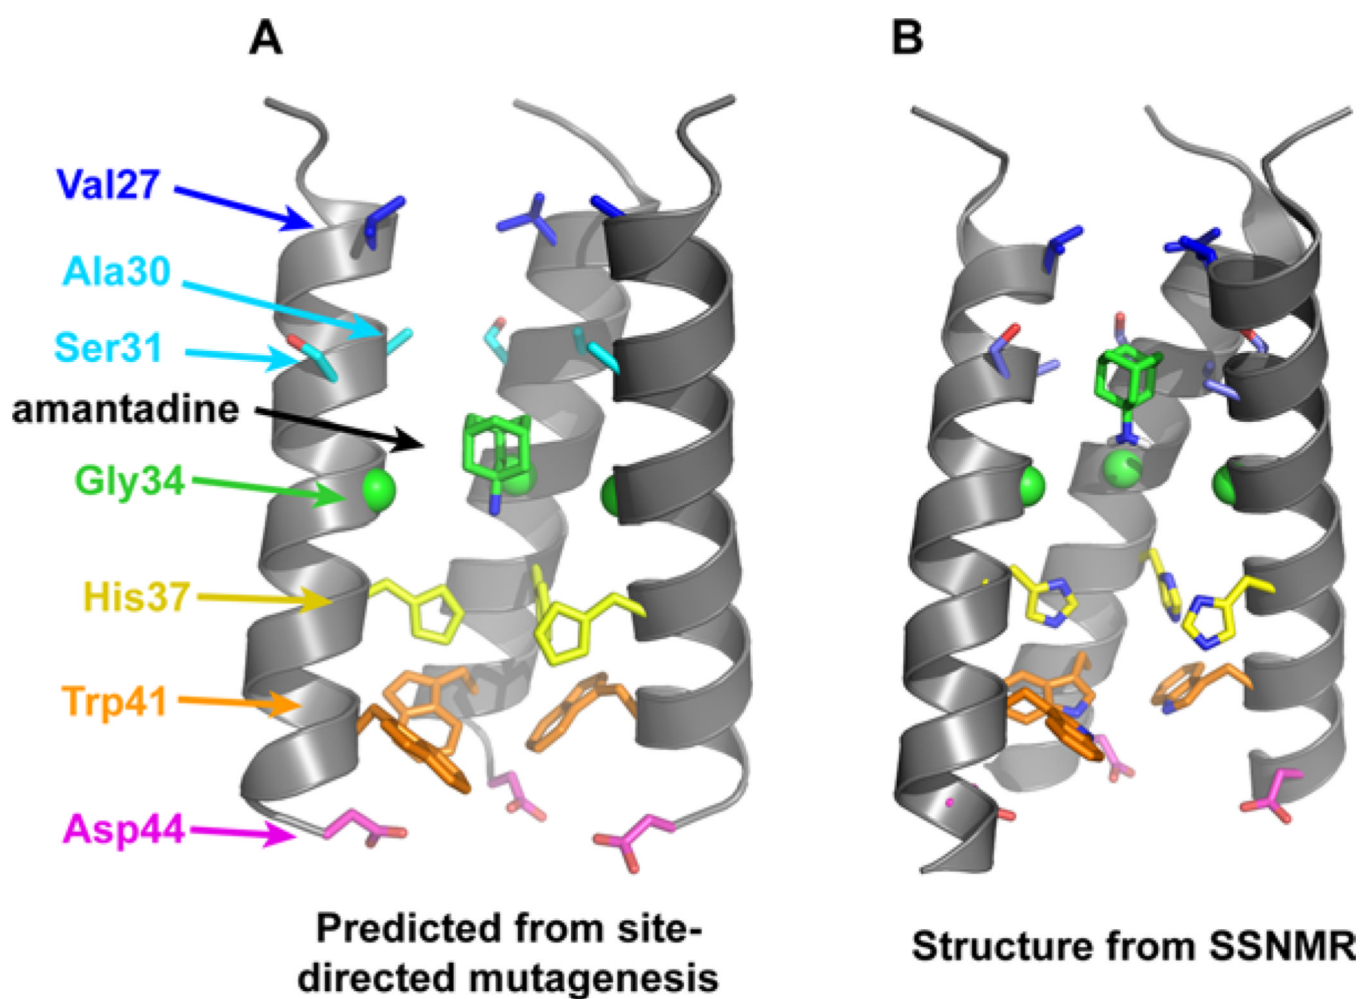 A
B
Val27
Ala30
Ser31
amantadine
Gly34
His37
Trp41
Asp44
Predicted from site-
directed mutagenesis
Structure from SSNMR